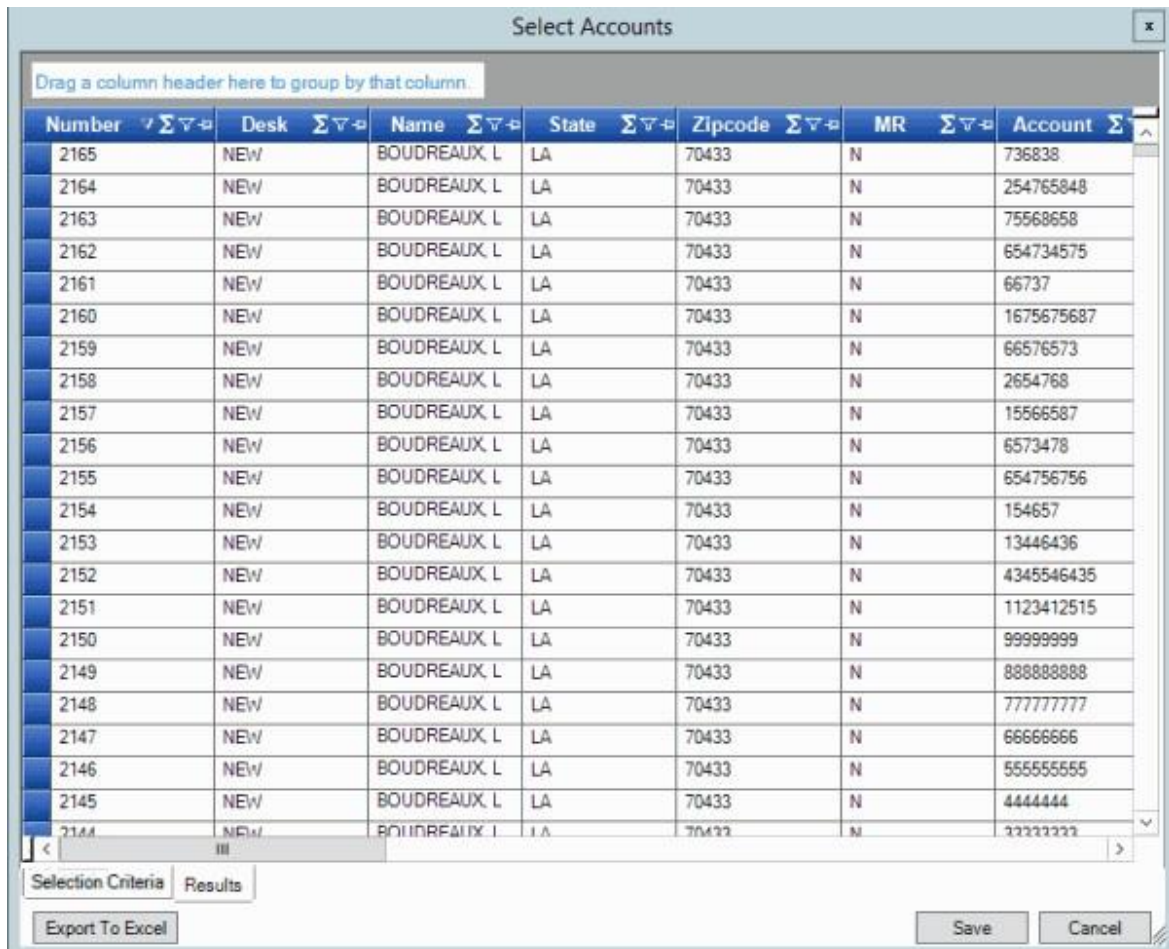 Select Accounts
x
Drag a column header here to group by that column.
Number Desk Name State Zipcode MR Account
2165 NEW BOUDREAUX, L LA 70433 N 736838
2164 NEW BOUDREAUX, L LA 70433 N 254765848
2163 NEW BOUDREAUX, L LA 70433 N 75568658
2162 NEW BOUDREAUX, L LA 70433 N 654734575
2161 NEW BOUDREAUX, L LA 70433 N 66737
2160 NEW BOUDREAUX, L LA 70433 N 1675675687
2159 NEW BOUDREAUX, L LA 70433 N 66576573
2158 NEW BOUDREAUX, L LA 70433 N 2654768
2157 NEW BOUDREAUX, L LA 70433 N 15566587
2156 NEW BOUDREAUX, L LA 70433 N 6573478
2155 NEW BOUDREAUX, L LA 70433 N 654756756
2154 NEW BOUDREAUX, L LA 70433 N 154657
2153 NEW BOUDREAUX, L LA 70433 N 13446436
2152 NEW BOUDREAUX, L LA 70433 N 4345546435
2151 NEW BOUDREAUX, L LA 70433 N 1123412515
2150 NEW BOUDREAUX, L LA 70433 N 99999999
2149 NEW BOUDREAUX, L LA 70433 N 888888888
2148 NEW BOUDREAUX, L LA 70433 N 777777777
2147 NEW BOUDREAUX, L LA 70433 N 66666666
2146 NEW BOUDREAUX, L LA 70433 N 555555555
2145 NEW BOUDREAUX, L LA 70433 N 4444444
2144 NEW BOUDREAUX, L LA 70433 N 33333333
Selection Criteria Results
Export To Excel Save Cancel